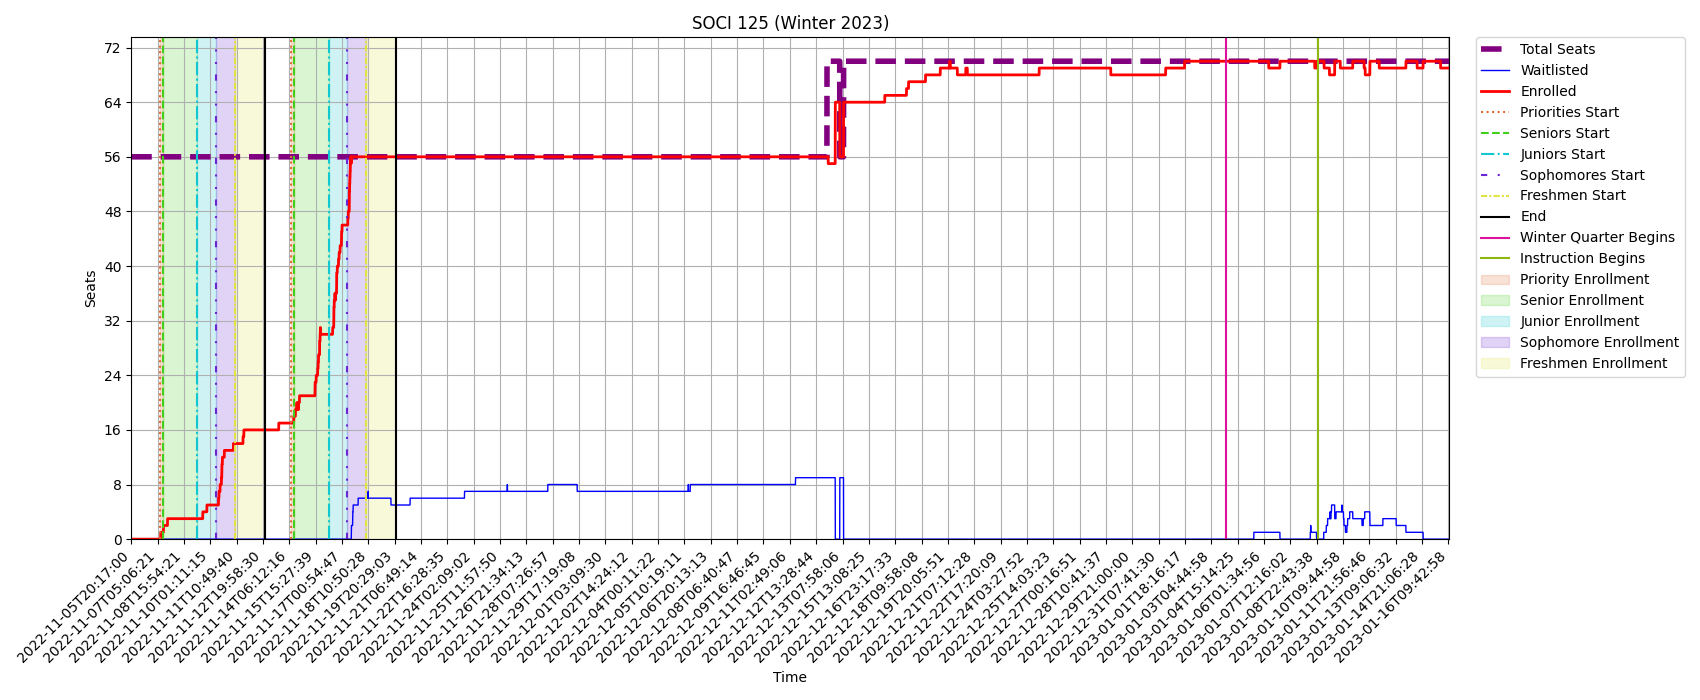 SOCI 125 (Winter 2023)
Seats
72
64
56
48
40
32
24
16
8
0
2022-11-05T20:17:00
2022-11-07T05:06:21
2022-11-08T15:54:21
2022-11-10T01:11:15
2022-11-11T10:49:40
2022-11-12T19:58:30
2022-11-14T06:12:16
2022-11-15T15:27:39
2022-11-17T00:54:47
2022-11-18T10:50:28
2022-11-19T20:29:03
2022-11-21T06:49:14
2022-11-22T16:28:35
2022-11-24T02:09:02
2022-11-25T11:57:50
2022-11-26T21:34:13
2022-11-28T07:26:57
2022-11-29T17:19:08
2022-12-01T03:09:30
2022-12-02T14:24:12
2022-12-04T00:11:22
2022-12-05T10:19:11
2022-12-06T20:13:13
2022-12-08T06:40:47
2022-12-09T16:46:45
2022-12-11T02:49:06
2022-12-12T13:28:44
2022-12-13T07:58:06
2022-12-15T13:08:25
2022-12-16T23:17:33
2022-12-18T09:58:08
2022-12-19T20:05:51
2022-12-21T07:12:28
2022-12-22T17:20:09
2022-12-24T03:27:52
2022-12-25T14:03:23
2022-12-27T00:16:51
2022-12-28T10:41:37
2022-12-29T21:00:00
2022-12-31T07:41:30
2023-01-01T18:16:17
2023-01-03T04:44:58
2023-01-04T15:14:25
2023-01-06T01:34:56
2023-01-07T12:16:02
2023-01-08T22:43:38
2023-01-10T09:44:58
2023-01-11T21:56:46
2023-01-13T09:06:32
2023-01-14T21:06:28
2023-01-16T09:42:58
Time
Total Seats
Waitlisted
Enrolled
Priorities Start
Seniors Start
Juniors Start
Sophomores Start
Freshmen Start
End
Winter Quarter Begins
Instruction Begins
Priority Enrollment
Senior Enrollment
Junior Enrollment
Sophomore Enrollment
Freshmen Enrollment